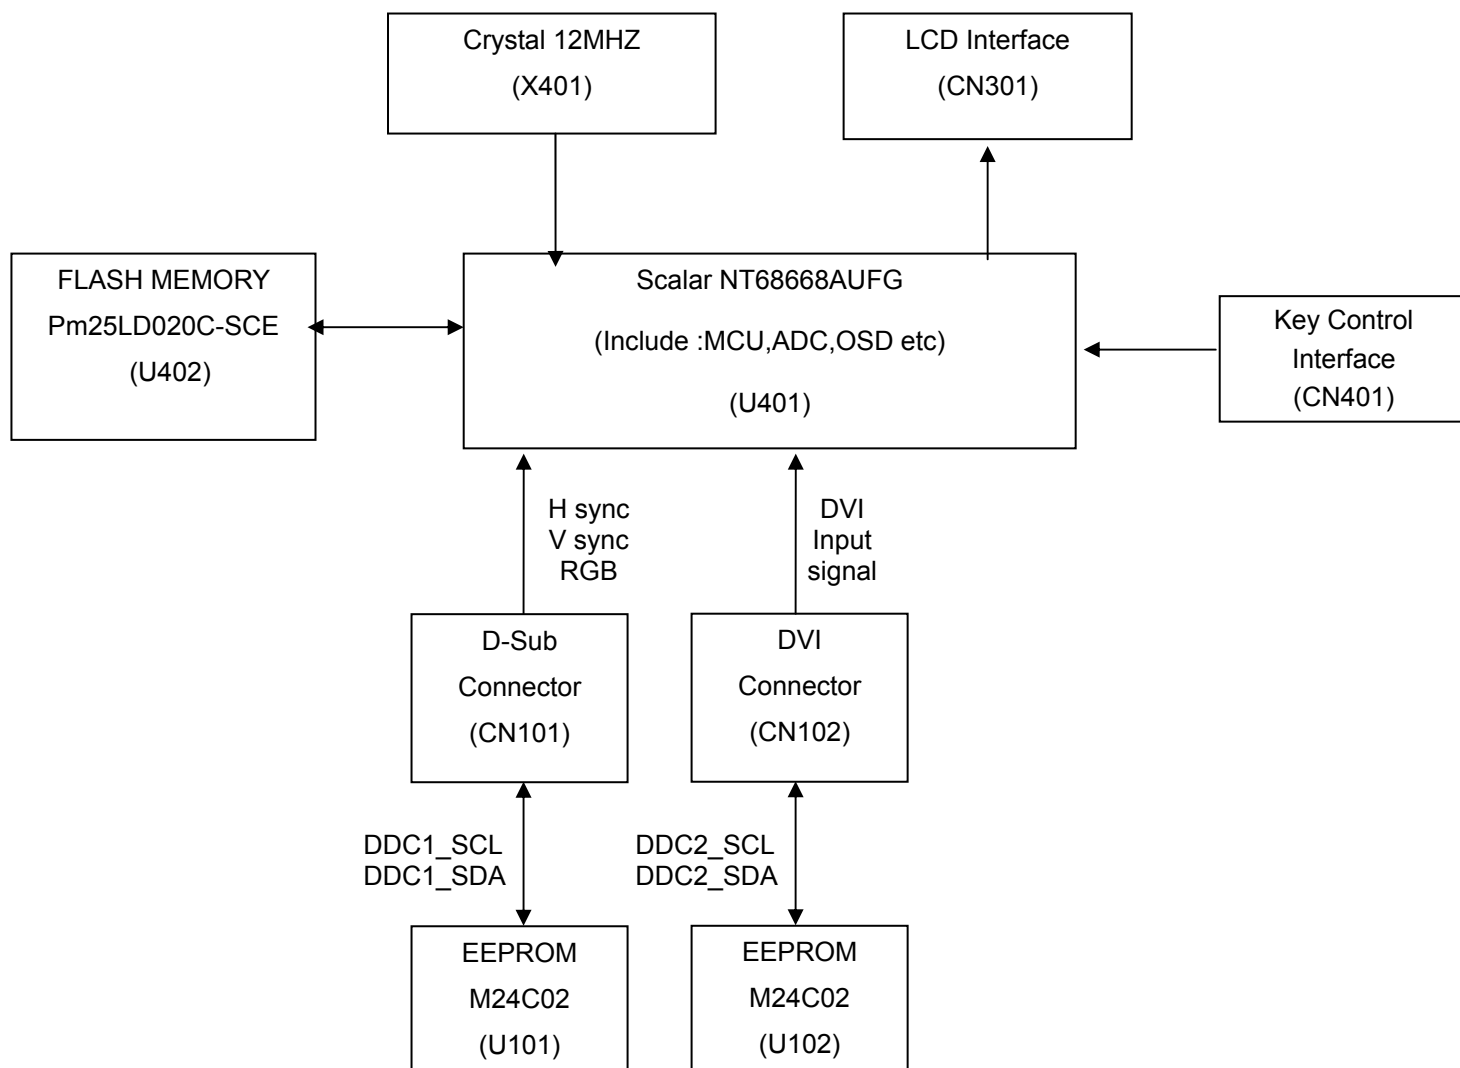 Crystal 12MHZ
(X401)
LCD Interface
(CN301)
FLASH MEMORY
Pm25LD020C-SCE
(U402)
Scalar NT68668AUFG
(Include :MCU,ADC,OSD etc)
(U401)
Key Control
Interface
(CN401)
H sync
V sync
RGB
DVI
Input
signal
D-Sub
Connector
(CN101)
DVI
Connector
(CN102)
DDC1_SCL
DDC1_SDA
DDC2_SCL
DDC2_SDA
EEPROM
M24C02
(U101)
EEPROM
M24C02
(U102)